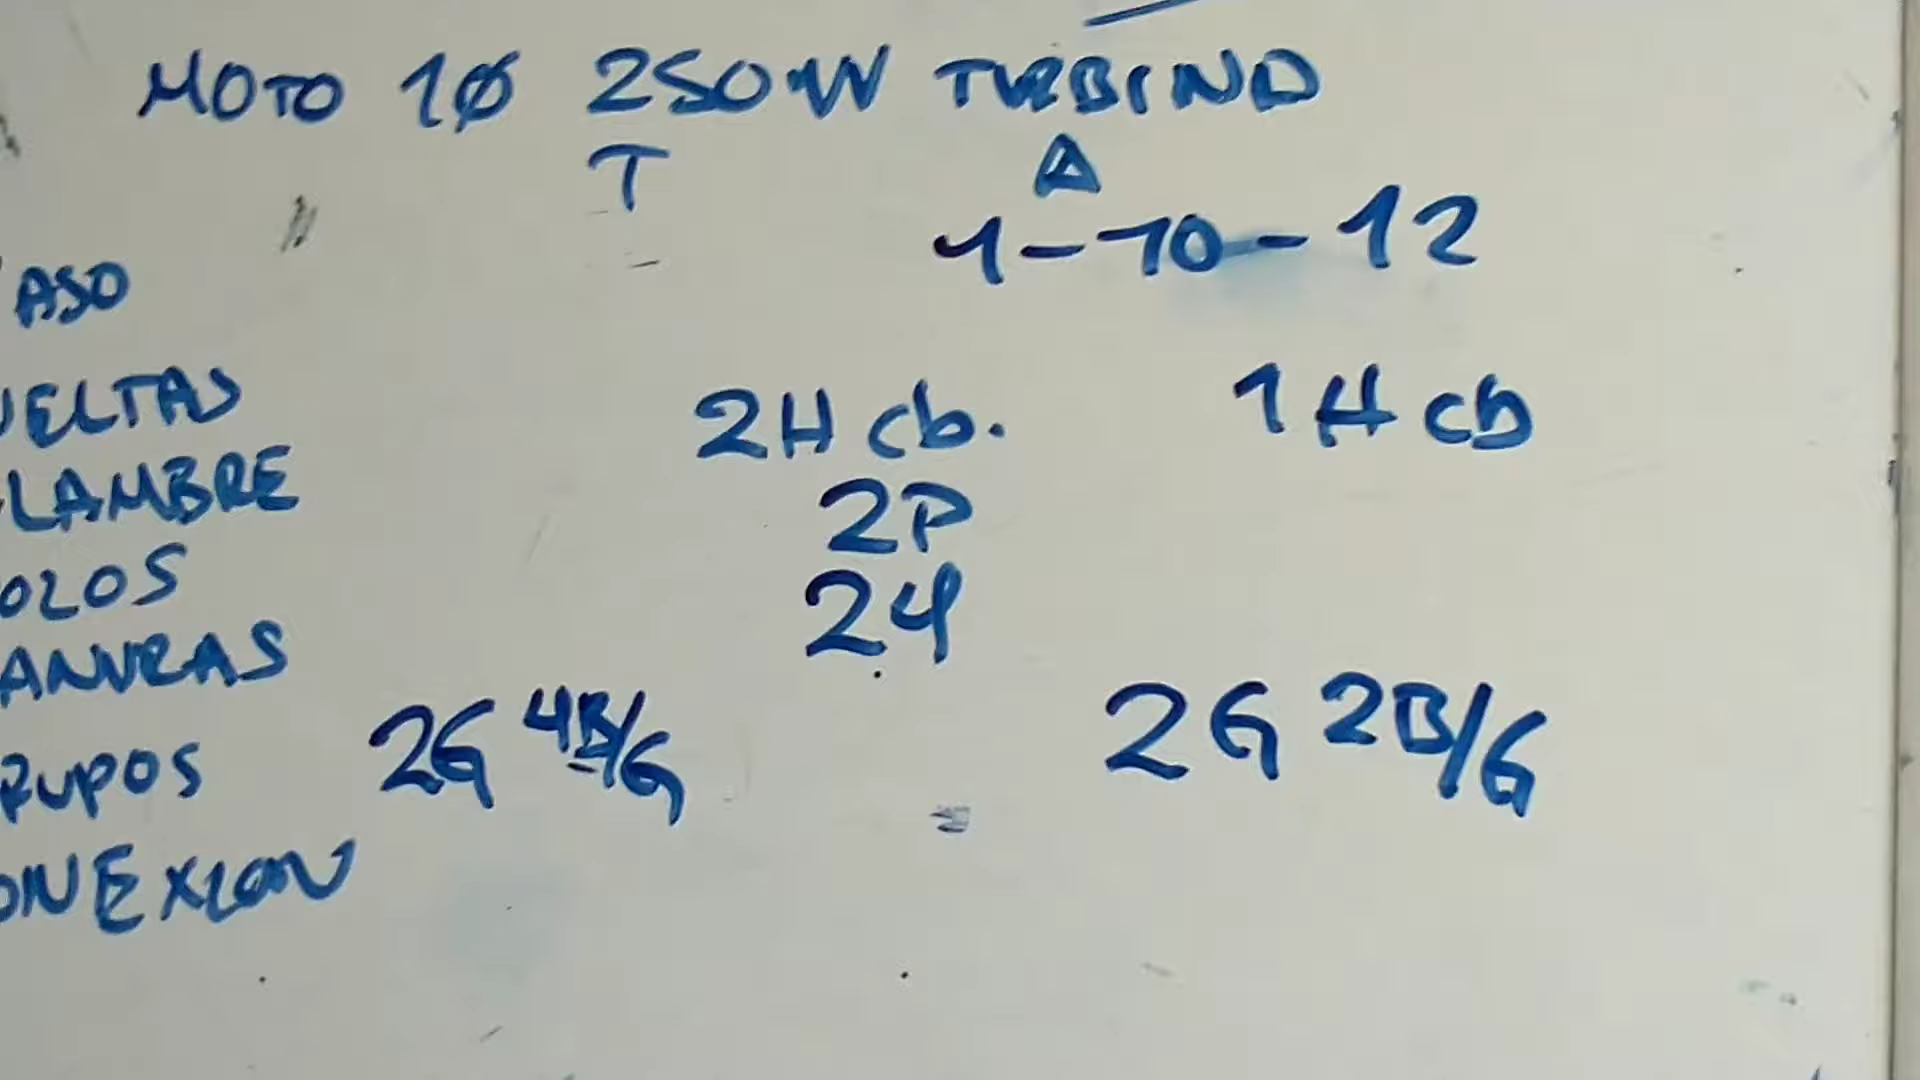 MOTO 1Ø 250W TURBINA
T A
ASO 1-10-12
UELTAS
LAMBRE 2H cb. 1H cb
OLOS 2P
ANURAS 24
RUPOS 2G 4B/G 2G 2B/G
ONEXION